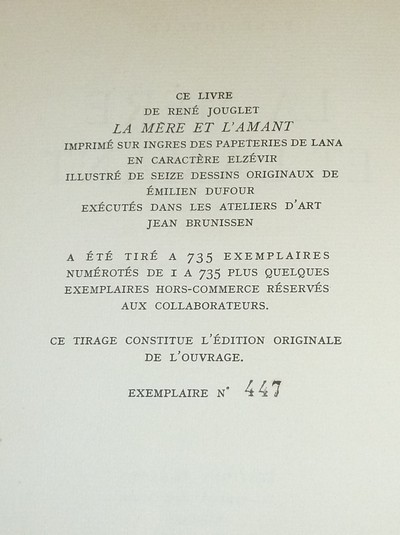 CE LIVRE
DE RENÉ JOUGLET
LA MÈRE ET L'AMANT
IMPRIMÉ SUR INGRES DES PAPETERIES DE LANA
EN CARACTÈRE ELZÉVIR
ILLUSTRÉ DE SEIZE DESSINS ORIGINAUX DE
ÉMILIEN DUFOUR
EXÉCUTÉS DANS LES ATELIERS D'ART
JEAN BRUNISSEN
A ÉTÉ TIRÉ A 735 EXEMPLAIRES
NUMÉROTÉS DE 1 A 735 PLUS QUELQUES
EXEMPLAIRES HORS-COMMERCE RÉSERVÉS
AUX COLLABORATEURS.
CE TIRAGE CONSTITUE L'ÉDITION ORIGINALE
DE L'OUVRAGE.
EXEMPLAIRE N° 447